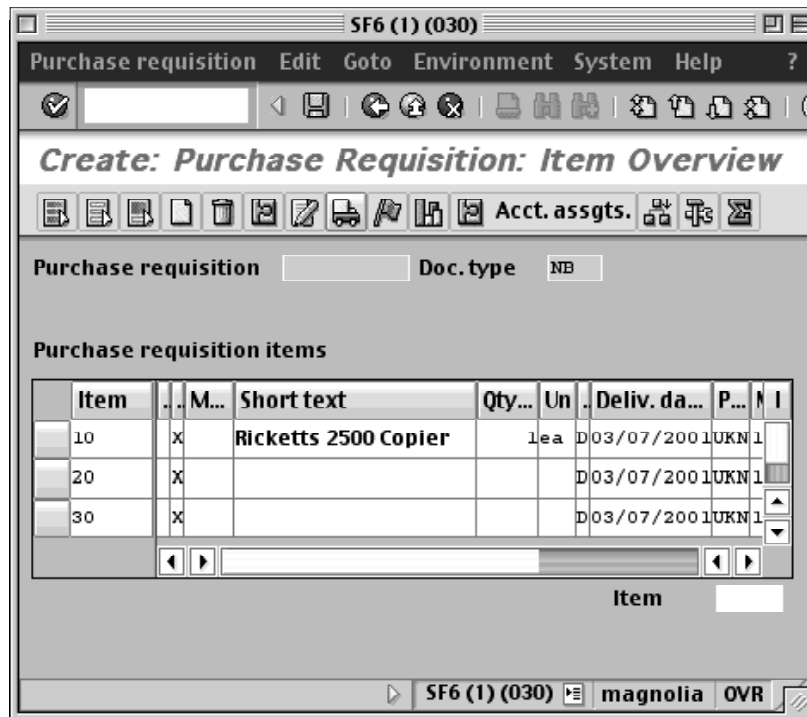 SF6 (1) (030)
Purchase requisition Edit Goto Environment System Help ?
Create: Purchase Requisition: Item Overview
Acct. assgts.
Purchase requisition Doc. type NB
Purchase requisition items
Item . . M... Short text Qty... Un . Deliv. da... P... I
10 X Ricketts 2500 Copier 1 ea D 03/07/2001 UKN 1
20 X D 03/07/2001 UKN 1
30 X D 03/07/2001 UKN 1
Item
SF6 (1) (030) magnolia OVR